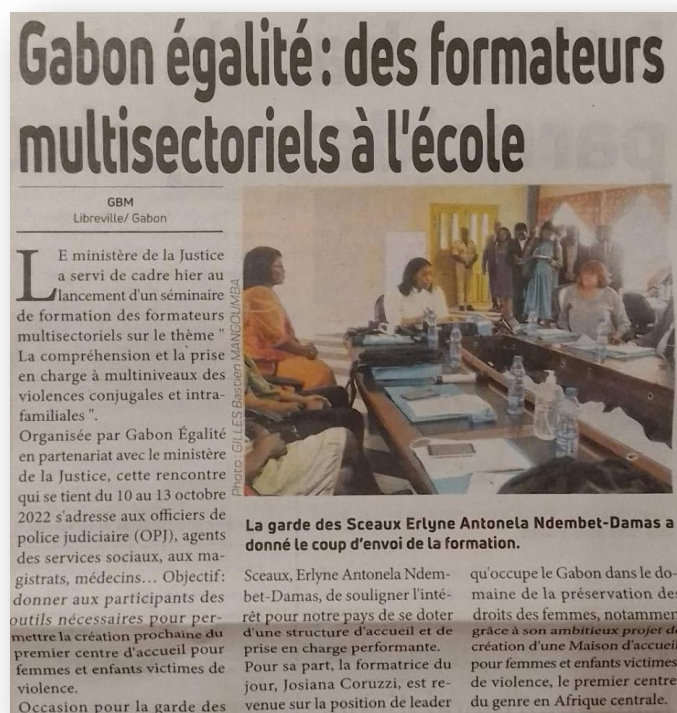 Gabon égalité : des formateurs
multisectoriels à l'école
GBM
Libreville/ Gabon
LE ministère de la Justice
a servi de cadre hier au
lancement d'un séminaire
de formation des formateurs
multisectoriels sur le thème "
La compréhension et la prise
en charge à multiniveaux des
violences conjugales et intra-
familiales ".
Organisée par Gabon Égalité
en partenariat avec le ministère
de la Justice, cette rencontre
qui se tient du 10 au 13 octobre
2022 s'adresse aux officiers de
police judiciaire (OPJ), agents
des services sociaux, aux ma-
gistrats, médecins... Objectif:
donner aux participants des
outils nécessaires pour per-
mettre la création prochaine du
premier centre d'accueil pour
femmes et enfants victimes de
violence.
Occasion pour la garde des
Photo : GILLES Bastien MANGOUMBA
La garde des Sceaux Erlyne Antonela Ndembet-Damas a
donné le coup d'envoi de la formation.
Sceaux, Erlyne Antonela Ndem-
bet-Damas, de souligner l'inté-
rêt pour notre pays de se doter
d'une structure d'accueil et de
prise en charge performante.
Pour sa part, la formatrice du
jour, Josiana Coruzzi, est re-
venue sur la position de leader
qu'occupe le Gabon dans le do-
maine de la préservation des
droits des femmes, notammen
grâce à son ambitieux projet de
création d'une Maison d'accueil
pour femmes et enfants victimes
de violence, le premier centre
du genre en Afrique centrale.